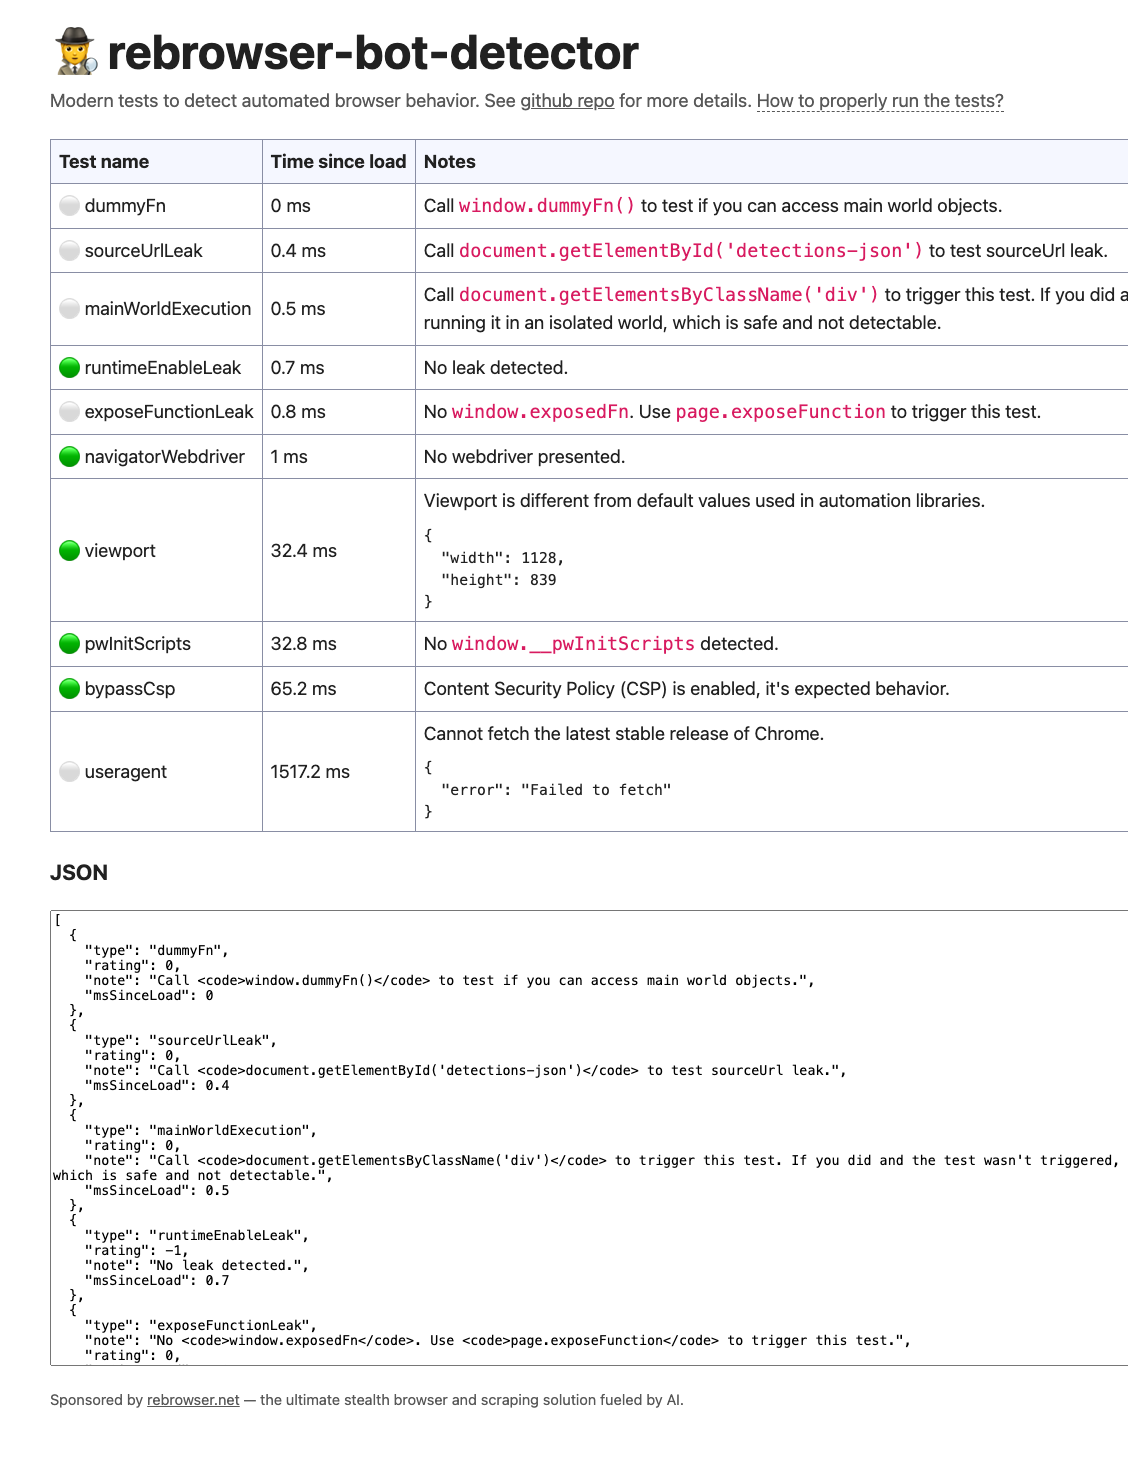 rebrowser-bot-detector
Modern tests to detect automated browser behavior. See github repo for more details. How to properly run the tests?
Test name Time since load Notes
dummyFn 0 ms Call window.dummyFn() to test if you can access main world objects.
sourceUrlLeak 0.4 ms Call document.getElementById('detections-json') to test sourceUrl leak.
mainWorldExecution 0.5 ms Call document.getElementsByClassName('div') to trigger this test. If you did a
running it in an isolated world, which is safe and not detectable.
runtimeEnableLeak 0.7 ms No leak detected.
exposeFunctionLeak 0.8 ms No window.exposedFn. Use page.exposeFunction to trigger this test.
navigatorWebdriver 1 ms No webdriver presented.
viewport 32.4 ms Viewport is different from default values used in automation libraries.
{
  "width": 1128,
  "height": 839
}
pwInitScripts 32.8 ms No window.__pwInitScripts detected.
bypassCsp 65.2 ms Content Security Policy (CSP) is enabled, it's expected behavior.
useragent 1517.2 ms Cannot fetch the latest stable release of Chrome.
{
  "error": "Failed to fetch"
}
JSON
[
  {
    "type": "dummyFn",
    "rating": 0,
    "note": "Call <code>window.dummyFn()</code> to test if you can access main world objects.",
    "msSinceLoad": 0
  },
  {
    "type": "sourceUrlLeak",
    "rating": 0,
    "note": "Call <code>document.getElementById('detections-json')</code> to test sourceUrl leak.",
    "msSinceLoad": 0.4
  },
  {
    "type": "mainWorldExecution",
    "rating": 0,
    "note": "Call <code>document.getElementsByClassName('div')</code> to trigger this test. If you did and the test wasn't triggered,
which is safe and not detectable.",
    "msSinceLoad": 0.5
  },
  {
    "type": "runtimeEnableLeak",
    "rating": -1,
    "note": "No leak detected.",
    "msSinceLoad": 0.7
  },
  {
    "type": "exposeFunctionLeak",
    "note": "No <code>window.exposedFn</code>. Use <code>page.exposeFunction</code> to trigger this test.",
    "rating": 0,
Sponsored by rebrowser.net — the ultimate stealth browser and scraping solution fueled by AI.